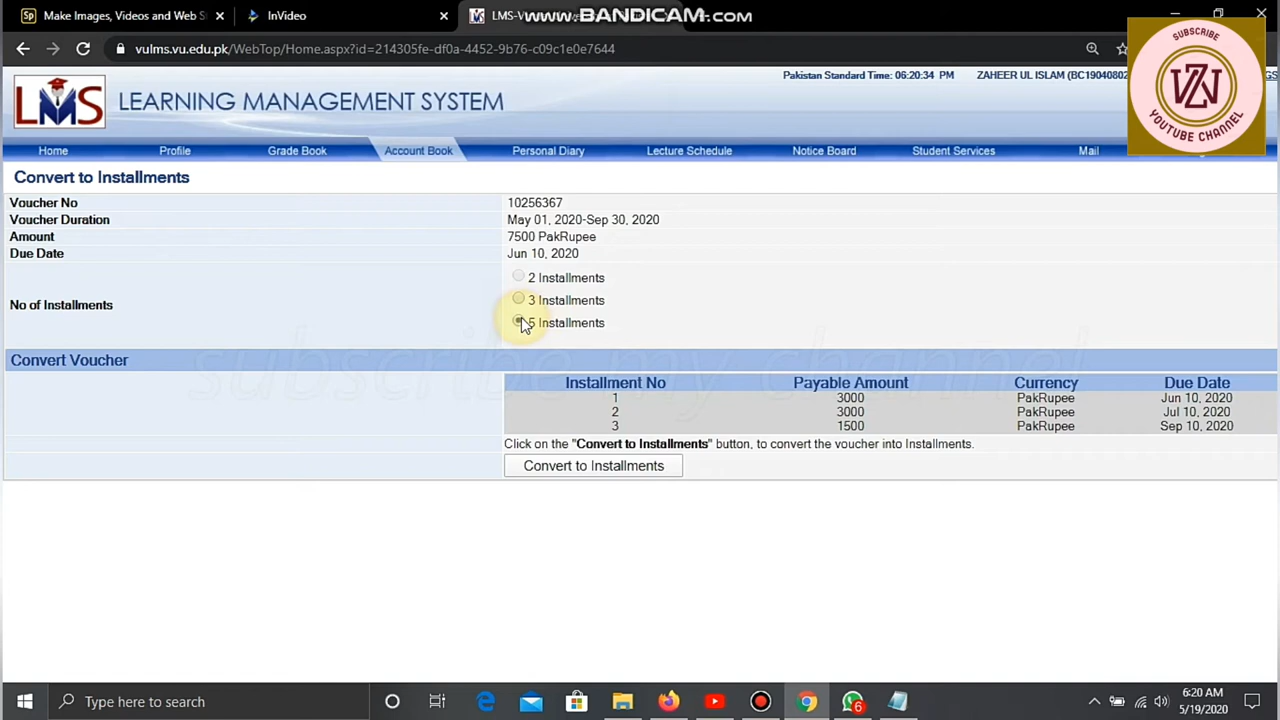 Make Images, Videos and Web S
InVideo
LMS-V
www.BANDICAM.com
vulms.vu.edu.pk/WebTop/Home.aspx?id=214305fe-df0a-4452-9b76-c09c1e0e7644
Pakistan Standard Time: 06:20:34 PM
ZAHEER UL ISLAM (BC19040802
SUBSCRIBE
VZN
YOUTUBE CHANNEL
LMS
LEARNING MANAGEMENT SYSTEM
Home
Profile
Grade Book
Account Book
Personal Diary
Lecture Schedule
Notice Board
Student Services
Mail
Convert to Installments
Voucher No 10256367
Voucher Duration May 01, 2020-Sep 30, 2020
Amount 7500 PakRupee
Due Date Jun 10, 2020
No of Installments
2 Installments
3 Installments
5 Installments
subscribe my channel
Convert Voucher
Installment No Payable Amount Currency Due Date
1 3000 PakRupee Jun 10, 2020
2 3000 PakRupee Jul 10, 2020
3 1500 PakRupee Sep 10, 2020
Click on the "Convert to Installments" button, to convert the voucher into Installments.
Convert to Installments
Type here to search
6
6:20 AM
5/19/2020